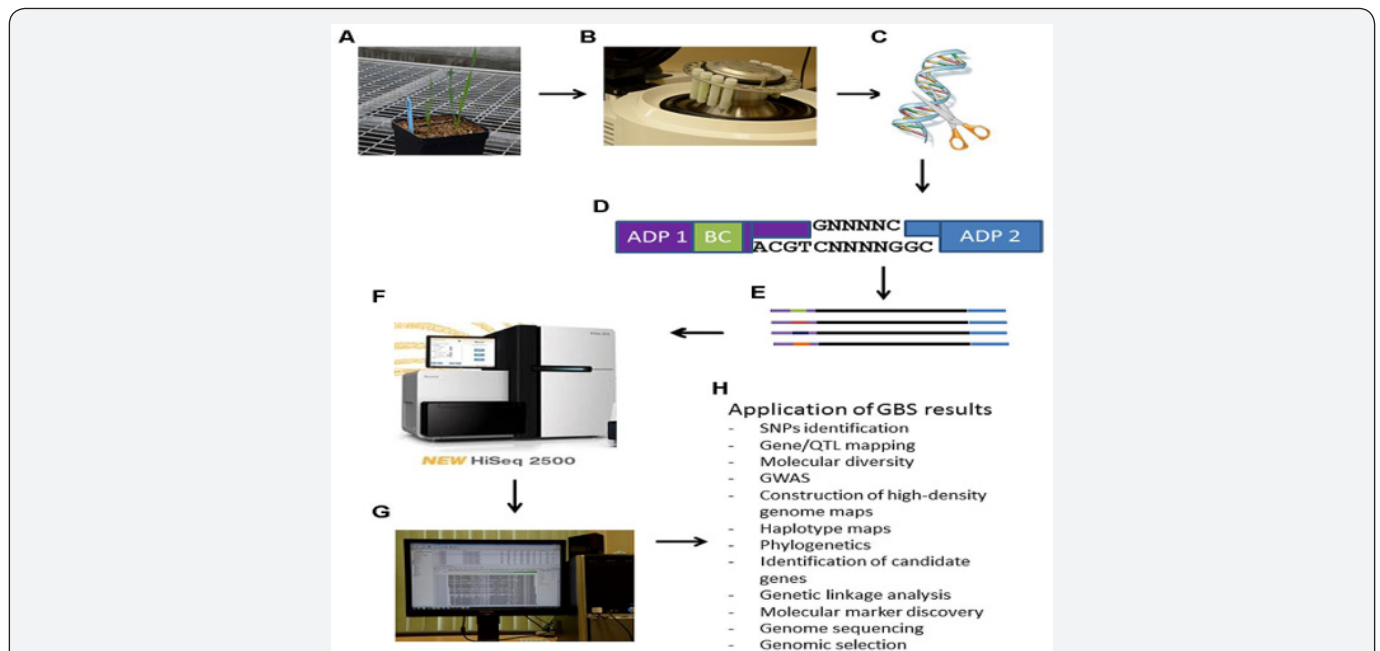 A
B
C
D
ADP 1 BC GNNNNC ADP 2
ACGTCNNNNGGC
E
F
NEW HiSeq 2500
G
H
Application of GBS results
- SNPs identification
- Gene/QTL mapping
- Molecular diversity
- GWAS
- Construction of high-density
genome maps
- Haplotype maps
- Phylogenetics
- Identification of candidate
genes
- Genetic linkage analysis
- Molecular marker discovery
- Genome sequencing
- Genomic selection